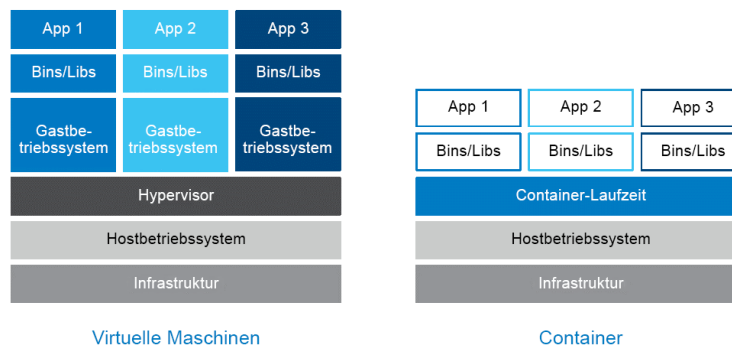 App 1
App 2
App 3
Bins/Libs
Bins/Libs
Bins/Libs
Gastbe-
triebssystem
Gastbe-
triebssystem
Gastbe-
triebssystem
Hypervisor
Hostbetriebssystem
Infrastruktur
Virtuelle Maschinen
App 1
App 2
App 3
Bins/Libs
Bins/Libs
Bins/Libs
Container-Laufzeit
Hostbetriebssystem
Infrastruktur
Container